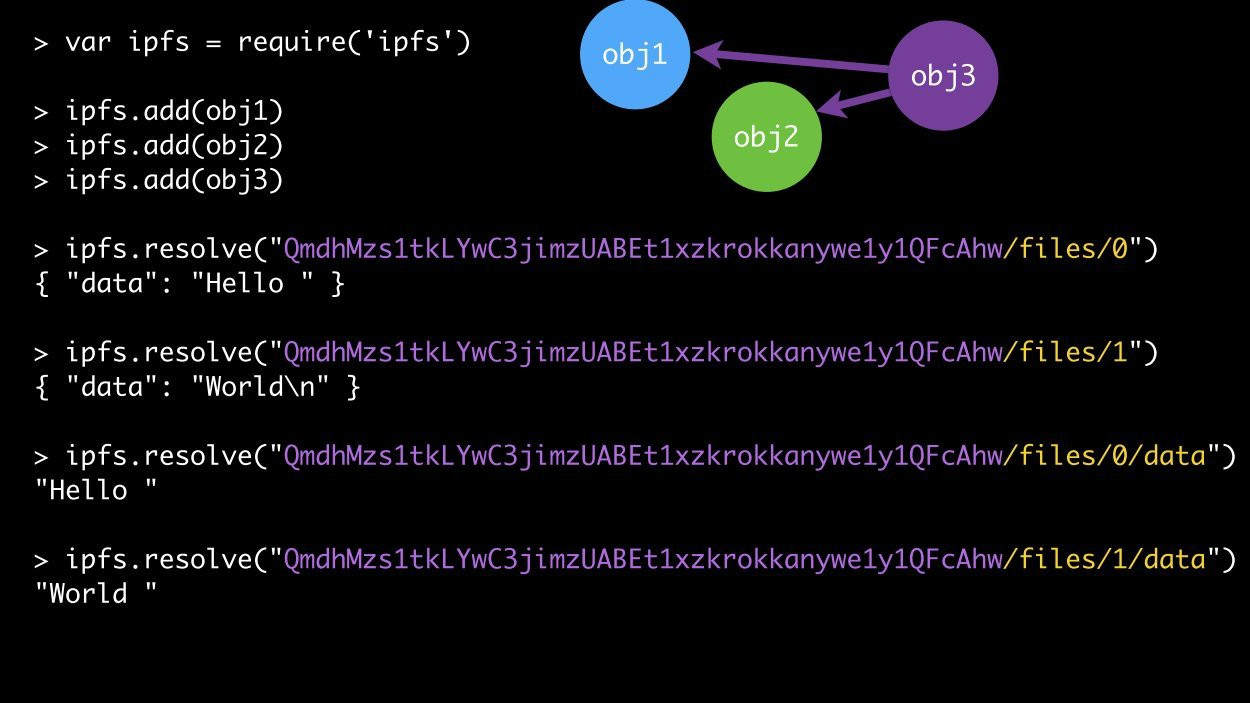 > var ipfs = require('ipfs')
obj1
obj3
obj2
> ipfs.add(obj1)
> ipfs.add(obj2)
> ipfs.add(obj3)
> ipfs.resolve("QmdhMzs1tkLYwC3jimzUABEt1xzkrokkanywe1y1QFcAhw/files/0")
{ "data": "Hello " }
> ipfs.resolve("QmdhMzs1tkLYwC3jimzUABEt1xzkrokkanywe1y1QFcAhw/files/1")
{ "data": "World\n" }
> ipfs.resolve("QmdhMzs1tkLYwC3jimzUABEt1xzkrokkanywe1y1QFcAhw/files/0/data")
"Hello "
> ipfs.resolve("QmdhMzs1tkLYwC3jimzUABEt1xzkrokkanywe1y1QFcAhw/files/1/data")
"World "